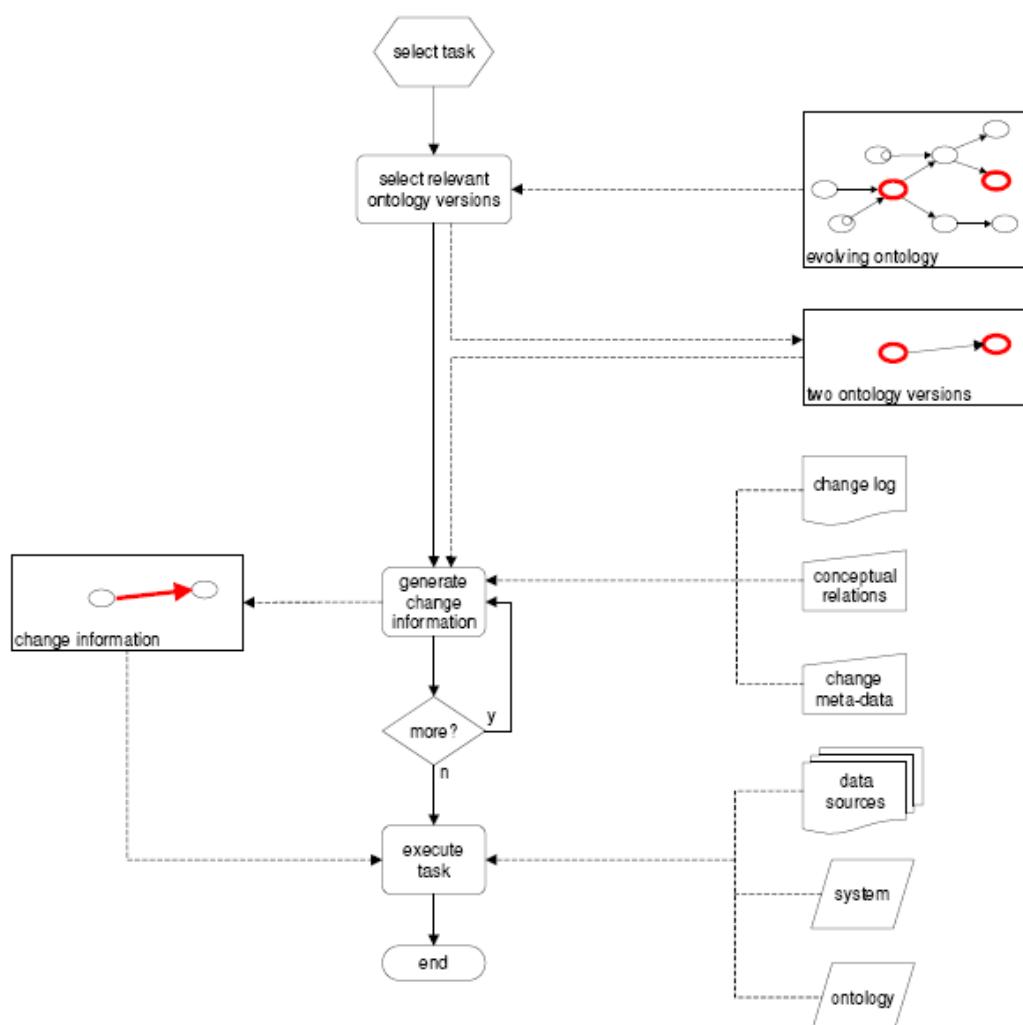 select task
select relevant
ontology versions
evolving ontology
two ontology versions
change log
generate
change
information
conceptual
relations
change information
change
meta-data
more?
y
n
data
sources
execute
task
system
end
ontology